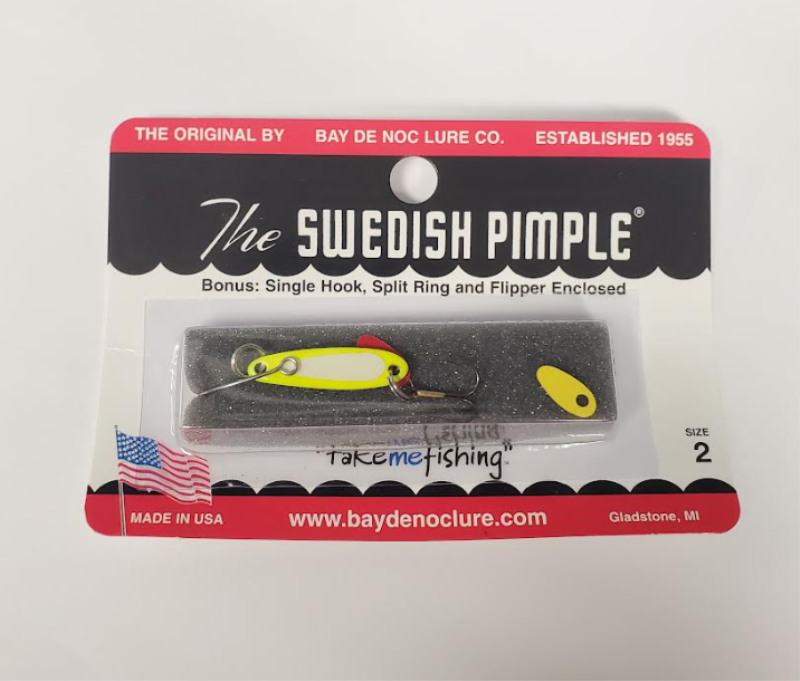 THE ORIGINAL BY BAY DE NOC LURE CO. ESTABLISHED 1955
The SWEDISH PIMPLE®
Bonus: Single Hook, Split Ring and Flipper Enclosed
"takemefishing"
SIZE
2
MADE IN USA www.baydenoclure.com Gladstone, MI